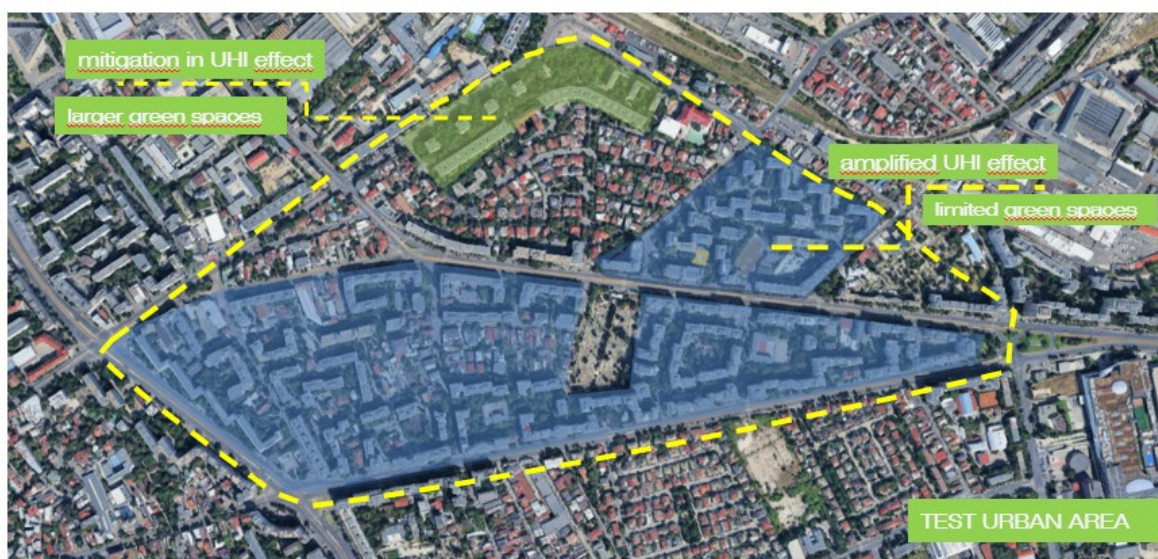 mitigation in UHI effect
larger green spaces
amplified UHI effect
limited green spaces
TEST URBAN AREA